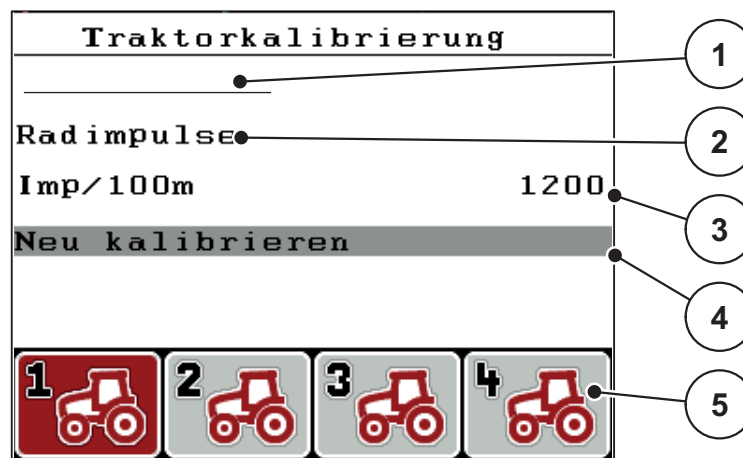 Traktorkalibrierung
1
Radimpulse
2
Imp/100m 1200
3
Neu kalibrieren
4
1 2 3 4
5